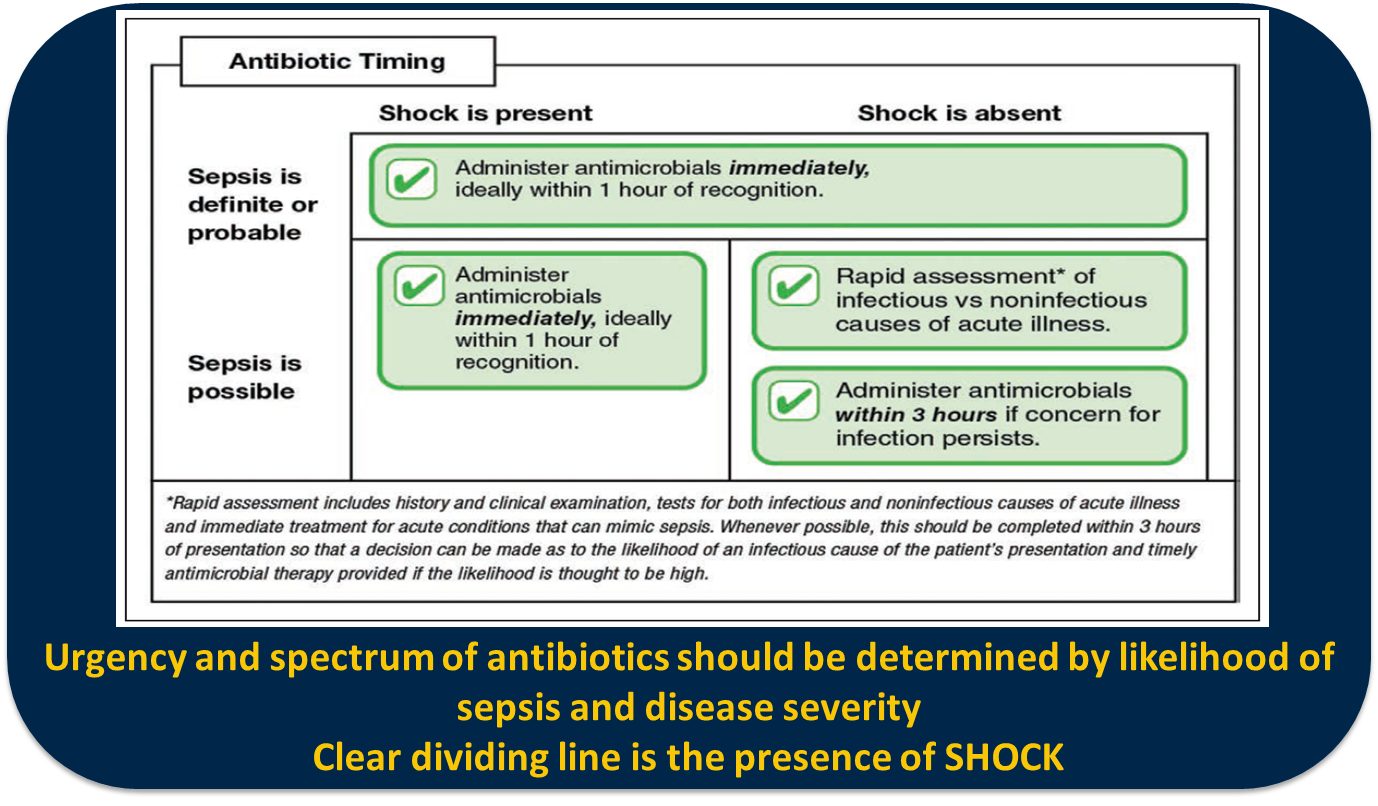 Antibiotic Timing
Shock is present
Shock is absent
Sepsis is
definite or
probable
Administer antimicrobials immediately,
ideally within 1 hour of recognition.
Sepsis is
possible
Administer
antimicrobials
immediately, ideally
within 1 hour of
recognition.
Rapid assessment* of
infectious vs noninfectious
causes of acute illness.
Administer antimicrobials
within 3 hours if concern for
infection persists.
*Rapid assessment includes history and clinical examination, tests for both infectious and noninfectious causes of acute illness
and immediate treatment for acute conditions that can mimic sepsis. Whenever possible, this should be completed within 3 hours
of presentation so that a decision can be made as to the likelihood of an infectious cause of the patient's presentation and timely
antimicrobial therapy provided if the likelihood is thought to be high.
Urgency and spectrum of antibiotics should be determined by likelihood of
sepsis and disease severity
Clear dividing line is the presence of SHOCK